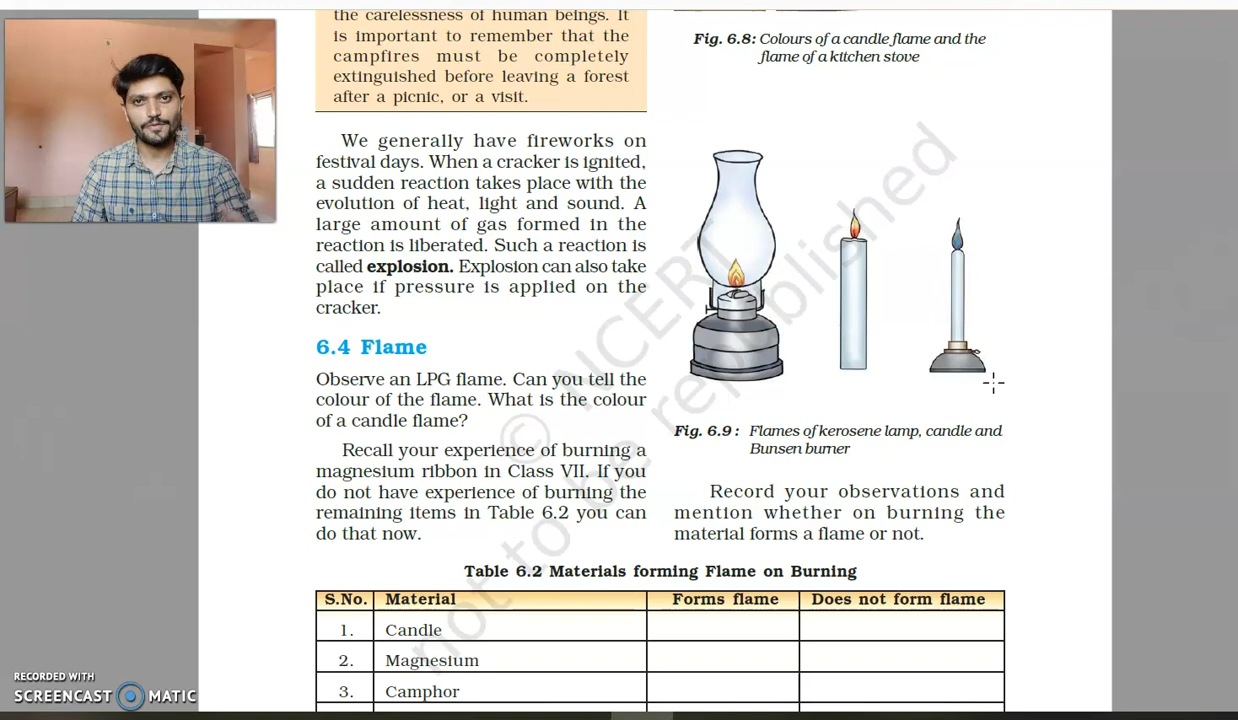 the carelessness of human beings. It
is important to remember that the
campfires must be completely
extinguished before leaving a forest
after a picnic, or a visit.
We generally have fireworks on
festival days. When a cracker is ignited,
a sudden reaction takes place with the
evolution of heat, light and sound. A
large amount of gas formed in the
reaction is liberated. Such a reaction is
called explosion. Explosion can also take
place if pressure is applied on the
cracker.
6.4 Flame
Observe an LPG flame. Can you tell the
colour of the flame. What is the colour
of a candle flame?
Recall your experience of burning a
magnesium ribbon in Class VII. If you
do not have experience of burning the
remaining items in Table 6.2 you can
do that now.
Fig. 6.8: Colours of a candle flame and the
flame of a kitchen stove
Fig. 6.9 : Flames of kerosene lamp, candle and
Bunsen burner
Record your observations and
mention whether on burning the
material forms a flame or not.
Table 6.2 Materials forming Flame on Burning
S.No. Material Forms flame Does not form flame
1. Candle
2. Magnesium
3. Camphor
© NCERT
not to be republished
RECORDED WITH
SCREENCAST MATIC